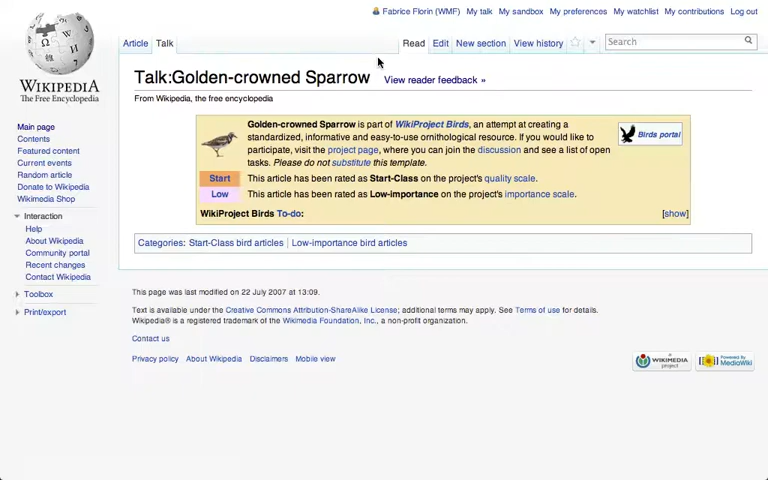 Fabrice Florin (WMF) My talk My sandbox My preferences My watchlist My contributions Log out
Article Talk Read Edit New section View history Search
WIKIPEDIA
The Free Encyclopedia
Talk:Golden-crowned Sparrow View reader feedback »
From Wikipedia, the free encyclopedia
Golden-crowned Sparrow is part of WikiProject Birds, an attempt at creating a
standardized, informative and easy-to-use ornithological resource. If you would like to
participate, visit the project page, where you can join the discussion and see a list of open
tasks. Please do not substitute this template.
Birds portal
Start This article has been rated as Start-Class on the project's quality scale.
Low This article has been rated as Low-importance on the project's importance scale.
WikiProject Birds To-do: [show]
Categories: Start-Class bird articles | Low-importance bird articles
Main page
Contents
Featured content
Current events
Random article
Donate to Wikipedia
Wikimedia Shop
Interaction
Help
About Wikipedia
Community portal
Recent changes
Contact Wikipedia
Toolbox
Print/export
This page was last modified on 22 July 2007 at 13:09.
Text is available under the Creative Commons Attribution-ShareAlike License; additional terms may apply. See Terms of use for details.
Wikipedia® is a registered trademark of the Wikimedia Foundation, Inc., a non-profit organization.
Contact us
Privacy policy About Wikipedia Disclaimers Mobile view
A
WIKIMEDIA
project
Powered By
MediaWiki